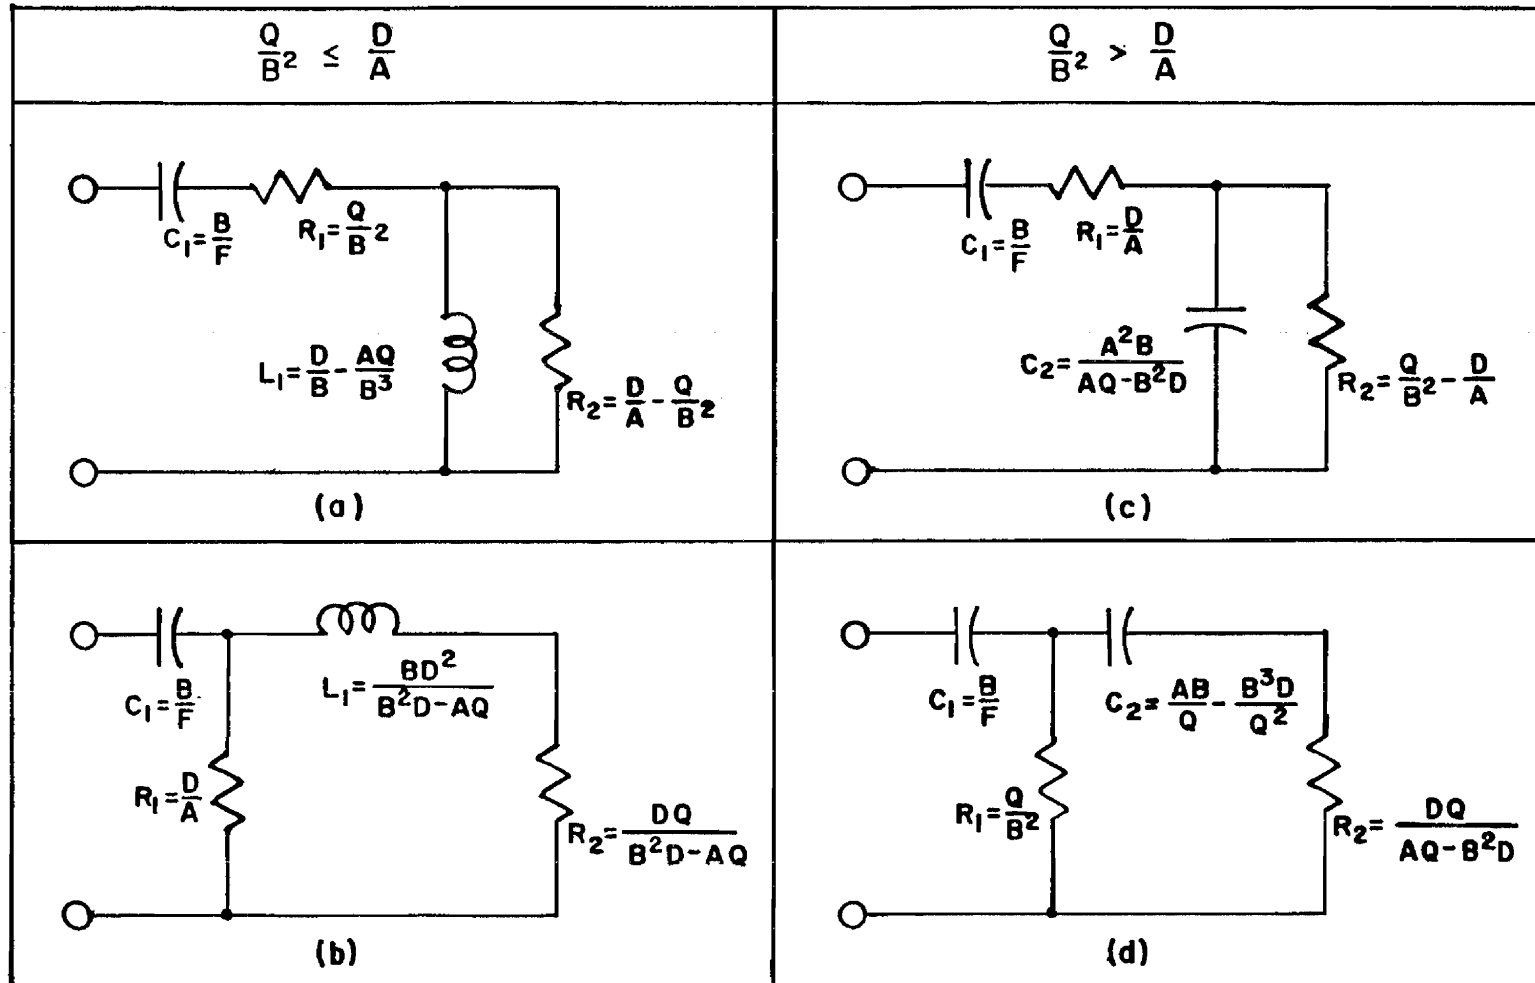 Q/B² ≤ D/A
Q/B² > D/A
C₁=B/F
R₁=Q/B²
L₁=D/B-AQ/B³
R₂=D/A-Q/B²
(a)
C₁=B/F
R₁=D/A
C₂=A²B/(AQ-B²D)
R₂=Q/B²-D/A
(c)
C₁=B/F
L₁=BD²/(B²D-AQ)
R₁=D/A
R₂=DQ/(B²D-AQ)
(b)
C₁=B/F
C₂=AB/Q-B³D/Q²
R₁=Q/B²
R₂=DQ/(AQ-B²D)
(d)